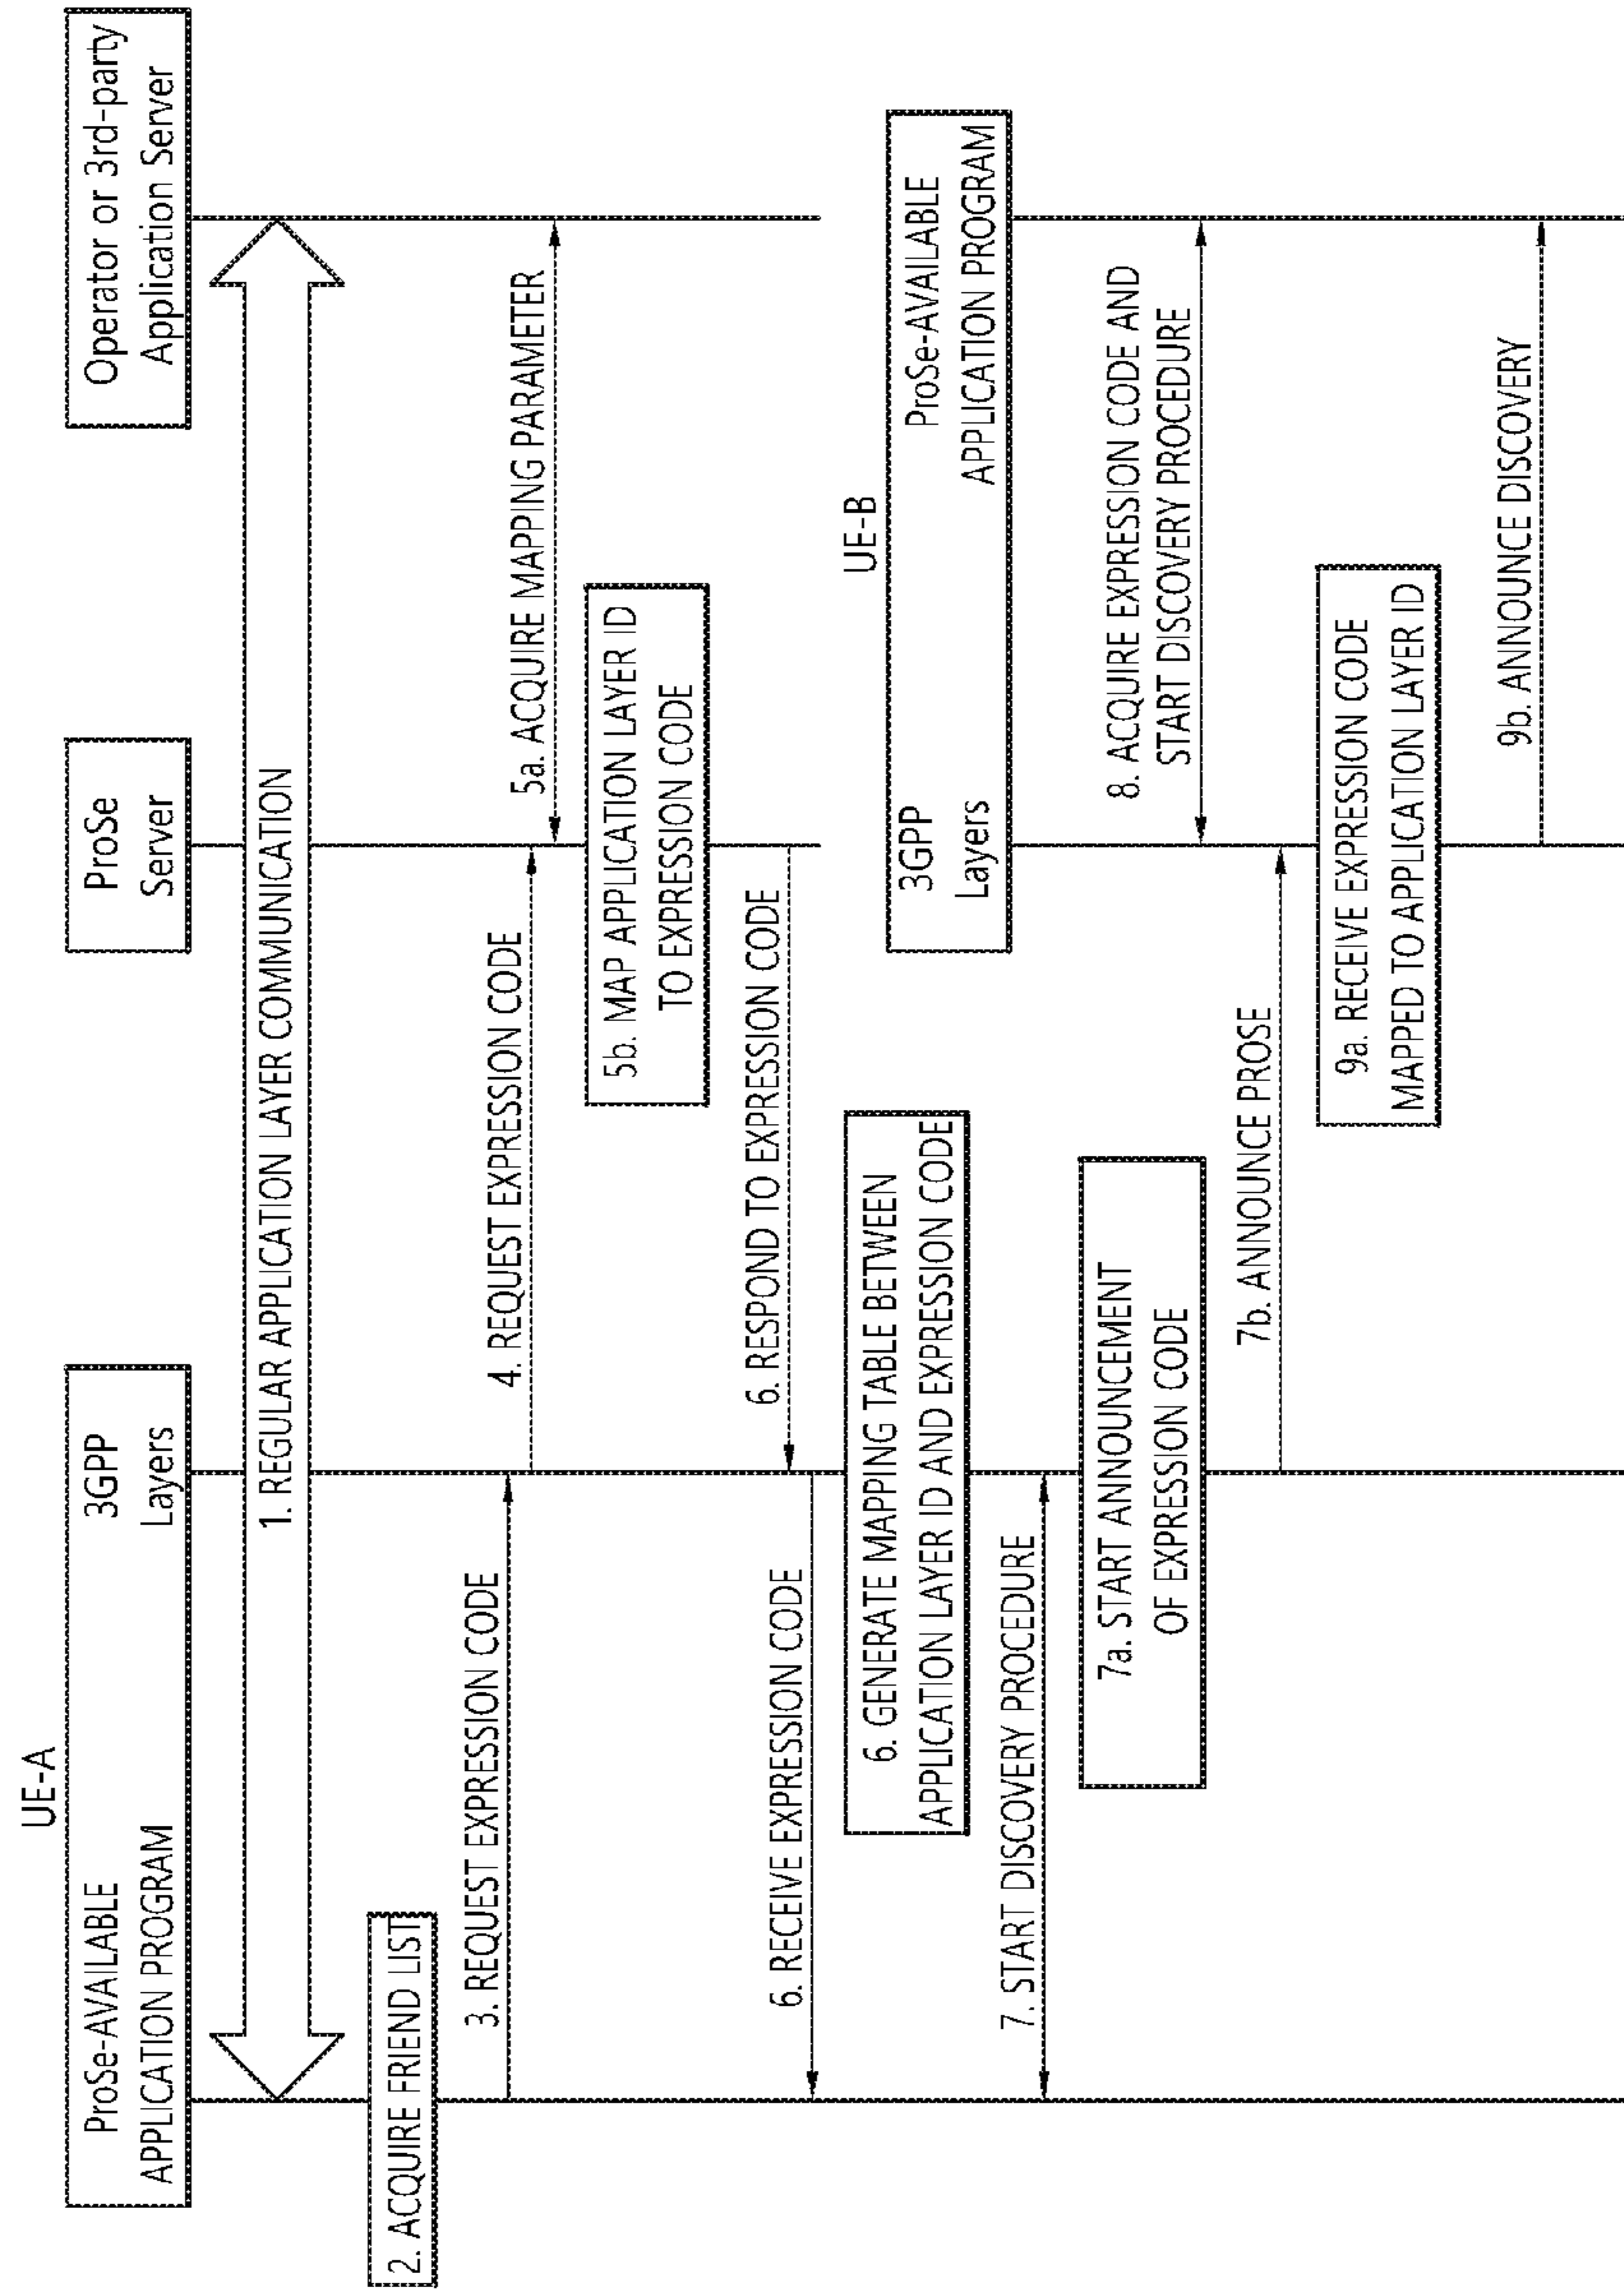 UE-A
ProSe-AVAILABLE
APPLICATION PROGRAM
3GPP
Layers
ProSe
Server
Operator or 3rd-party
Application Server
1. REGULAR APPLICATION LAYER COMMUNICATION
2. ACQUIRE FRIEND LIST
3. REQUEST EXPRESSION CODE
4. REQUEST EXPRESSION CODE
5a. ACQUIRE MAPPING PARAMETER
5b. MAP APPLICATION LAYER ID
TO EXPRESSION CODE
6. RESPOND TO EXPRESSION CODE
6. RECEIVE EXPRESSION CODE
6. GENERATE MAPPING TABLE BETWEEN
APPLICATION LAYER ID AND EXPRESSION CODE
UE-B
3GPP
Layers
ProSe-AVAILABLE
APPLICATION PROGRAM
7. START DISCOVERY PROCEDURE
7a. START ANNOUNCEMENT
OF EXPRESSION CODE
8. ACQUIRE EXPRESSION CODE AND
START DISCOVERY PROCEDURE
7b. ANNOUNCE PROSE
9a. RECEIVE EXPRESSION CODE
MAPPED TO APPLICATION LAYER ID
9b. ANNOUNCE DISCOVERY